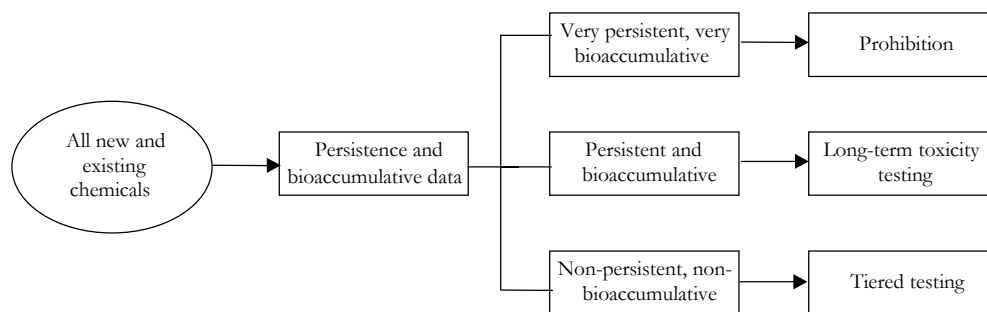 All new and
existing
chemicals
Persistence and
bioaccumulative data
Very persistent, very
bioaccumulative
Prohibition
Persistent and
bioaccumulative
Long-term toxicity
testing
Non-persistent, non-
bioaccumulative
Tiered testing